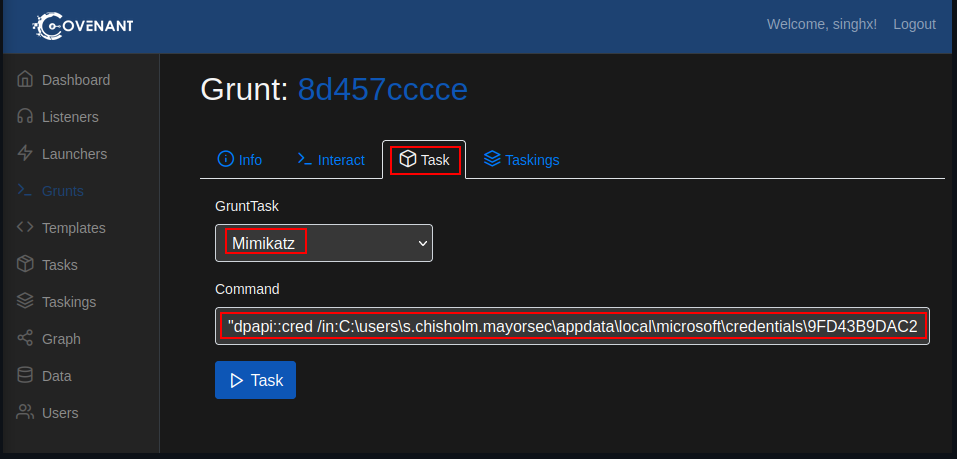 COVENANT
Welcome, singhx! Logout
Dashboard
Listeners
Launchers
Grunts
Templates
Tasks
Taskings
Graph
Data
Users
Grunt: 8d457cccce
Info Interact Task Taskings
GruntTask
Mimikatz
Command
"dpapi::cred /in:C:\users\s.chisholm.mayorsec\appdata\local\microsoft\credentials\9FD43B9DAC2
Task